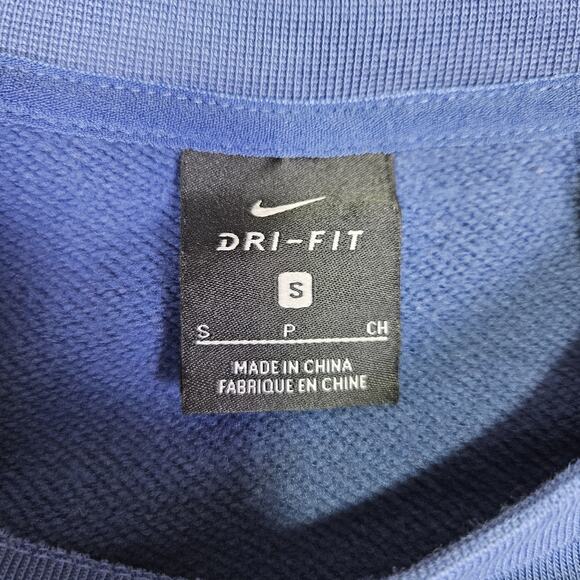 DRI-FIT
S
S P CH
MADE IN CHINA
FABRIQUE EN CHINE